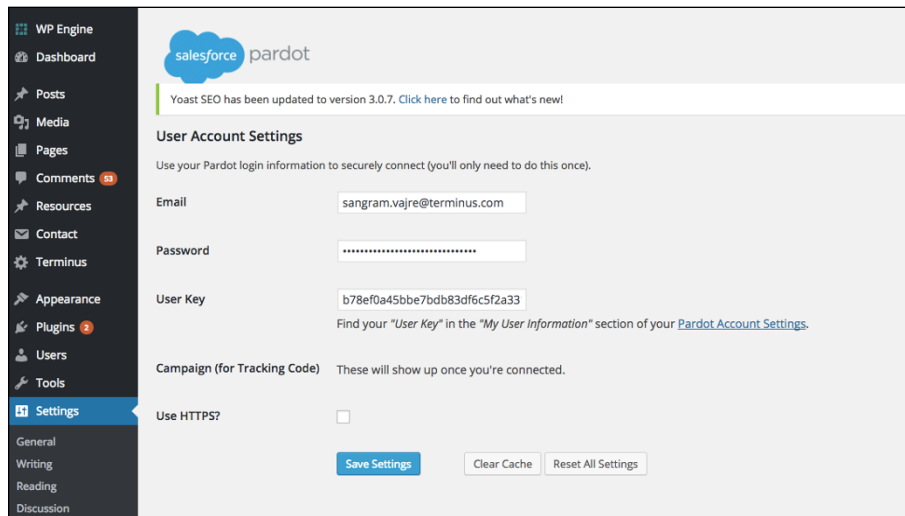 WP Engine
Dashboard
Posts
Media
Pages
Comments 53
Resources
Contact
Terminus
Appearance
Plugins 2
Users
Tools
Settings
General
Writing
Reading
Discussion
salesforce pardot
Yoast SEO has been updated to version 3.0.7. Click here to find out what's new!
User Account Settings
Use your Pardot login information to securely connect (you'll only need to do this once).
Email sangram.vajre@terminus.com
Password ••••••••••••••••••••••••••••••
User Key b78ef0a45bbe7bdb83df6c5f2a33
Find your "User Key" in the "My User Information" section of your Pardot Account Settings.
Campaign (for Tracking Code) These will show up once you're connected.
Use HTTPS?
Save Settings Clear Cache Reset All Settings